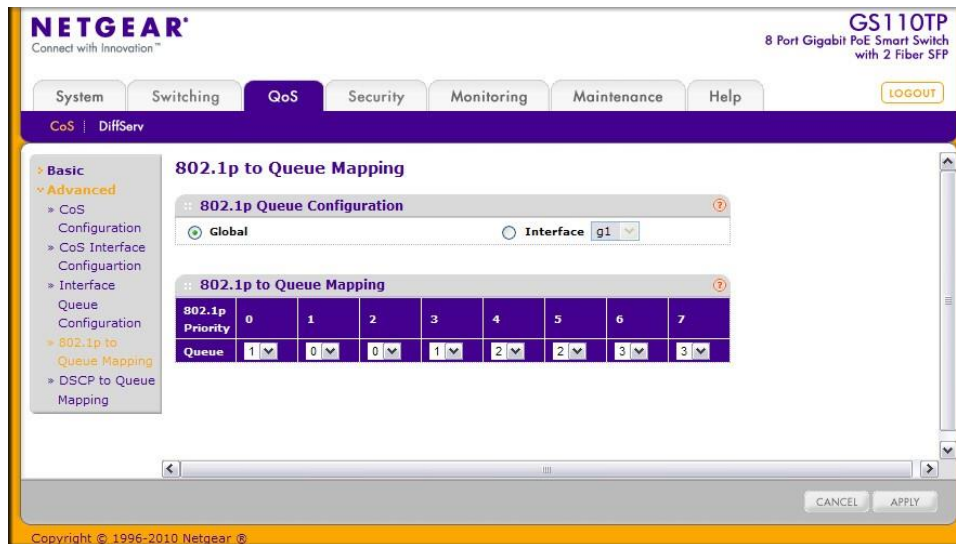 NETGEAR®
Connect with Innovation™
GS110TP
8 Port Gigabit PoE Smart Switch
with 2 Fiber SFP
System Switching QoS Security Monitoring Maintenance Help LOGOUT
CoS | DiffServ
Basic
Advanced
» CoS
Configuration
» CoS Interface
Configuartion
» Interface
Queue
Configuration
» 802.1p to
Queue Mapping
» DSCP to Queue
Mapping
802.1p to Queue Mapping
802.1p Queue Configuration ?
Global Interface g1
802.1p to Queue Mapping ?
802.1p
Priority 0 1 2 3 4 5 6 7
Queue 1 0 0 1 2 2 3 3
CANCEL APPLY
Copyright © 1996-2010 Netgear ®